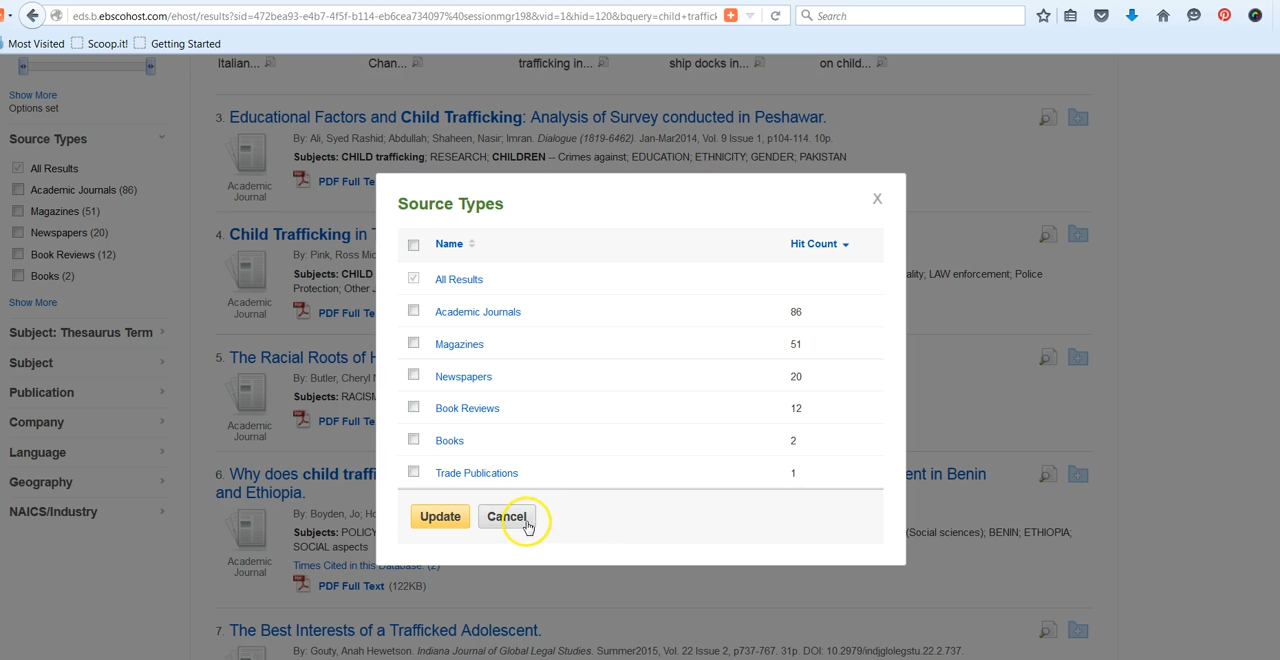 eds.b.ebscohost.com/ehost/results?sid=472bea93-e4b7-4f5f-b114-eb6cea734097%40sessionmgr198&vid=1&hid=120&bquery=child+traffick
Search
Most Visited Scoop.it! Getting Started
Italian... Chan... trafficking in... ship docks in... on child...
Show More
Options set
Source Types
All Results
Academic Journals (86)
Magazines (51)
Newspapers (20)
Book Reviews (12)
Books (2)
Show More
Subject: Thesaurus Term
Subject
Publication
Company
Language
Geography
NAICS/Industry
3. Educational Factors and Child Trafficking: Analysis of Survey conducted in Peshawar.
By: Ali, Syed Rashid; Abdullah; Shaheen, Nasir; Imran. Dialogue (1819-6462). Jan-Mar2014, Vol. 9 Issue 1, p104-114. 10p.
Subjects: CHILD trafficking; RESEARCH; CHILDREN -- Crimes against; EDUCATION; ETHNICITY; GENDER; PAKISTAN
Academic
Journal
PDF Full Te
4. Child Trafficking in
By: Pink, Ross Mic
Subjects: CHILD
ality; LAW enforcement; Police
Protection; Other
Academic
Journal
PDF Full Te
5. The Racial Roots of
By: Butler, Cheryl
Subjects: RACISM
Academic
Journal
PDF Full Te
6. Why does child traffi
ent in Benin
and Ethiopia.
By: Boyden, Jo; Ho
Subjects: POLICY
(Social sciences); BENIN; ETHIOPIA;
SOCIAL aspects
Academic
Journal
Times Cited in this Database: (2)
PDF Full Text (122KB)
7. The Best Interests of a Trafficked Adolescent.
By: Gouty, Anah Hewetson. Indiana Journal of Global Legal Studies. Summer2015, Vol. 22 Issue 2, p737-767. 31p. DOI: 10.2979/indjglolegstu.22.2.737.
Source Types
X
Name Hit Count
All Results
Academic Journals 86
Magazines 51
Newspapers 20
Book Reviews 12
Books 2
Trade Publications 1
Update Cancel